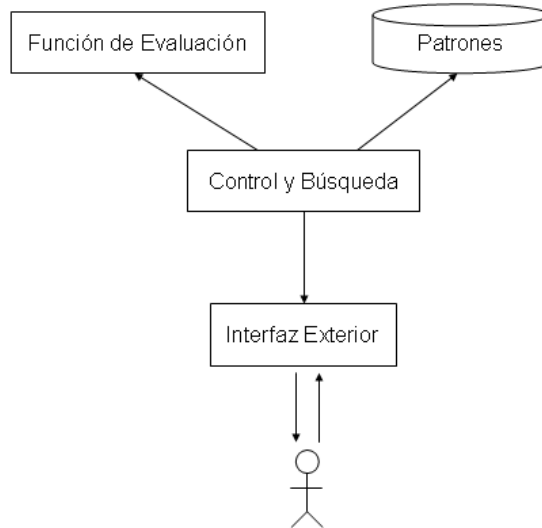 Función de Evaluación
Patrones
Control y Búsqueda
Interfaz Exterior